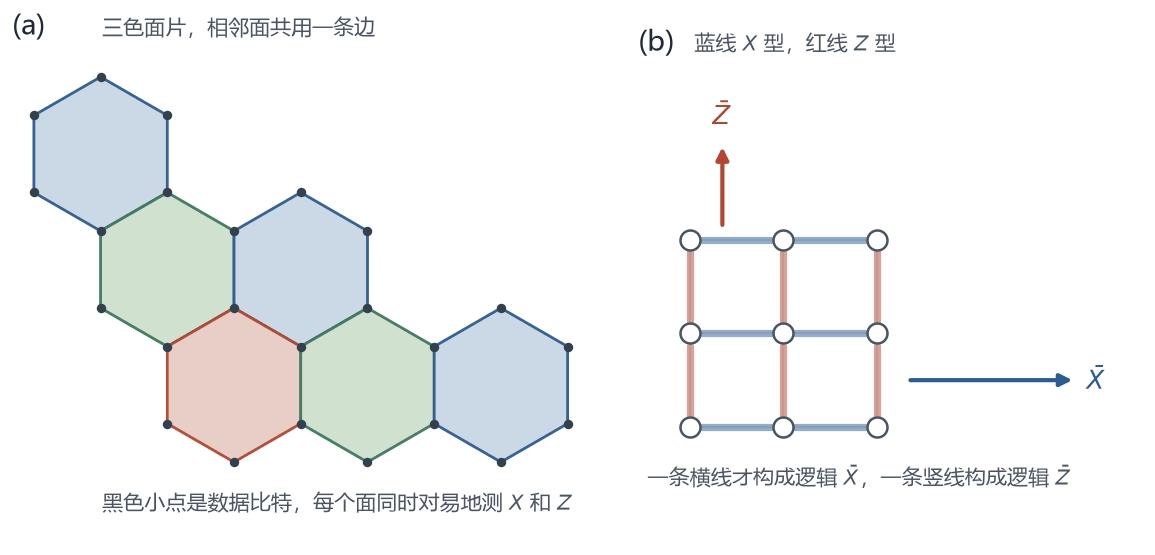 (a) 三色面片，相邻面共用一条边
黑色小点是数据比特，每个面同时对易地测 X 和 Z
(b) 蓝线 X 型，红线 Z 型
Z̄
X̄
一条横线才构成逻辑 X̄，一条竖线构成逻辑 Z̄